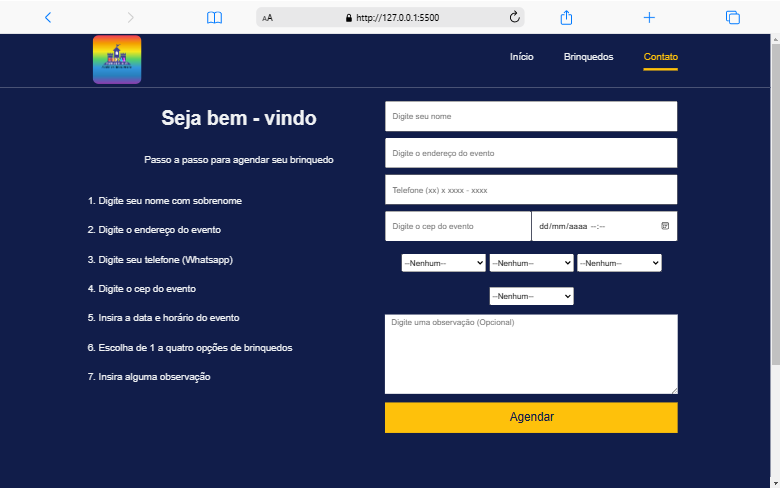 AA http://127.0.0.1:5500
Início Brinquedos Contato
Seja bem - vindo
Passo a passo para agendar seu brinquedo
1. Digite seu nome com sobrenome
2. Digite o endereço do evento
3. Digite seu telefone (Whatsapp)
4. Digite o cep do evento
5. Insira a data e horário do evento
6. Escolha de 1 a quatro opções de brinquedos
7. Insira alguma observação
Digite seu nome
Digite o endereço do evento
Telefone (xx) x xxxx - xxxx
Digite o cep do evento dd/mm/aaaa --:--
--Nenhum-- --Nenhum-- --Nenhum--
--Nenhum--
Digite uma observação (Opcional)
Agendar